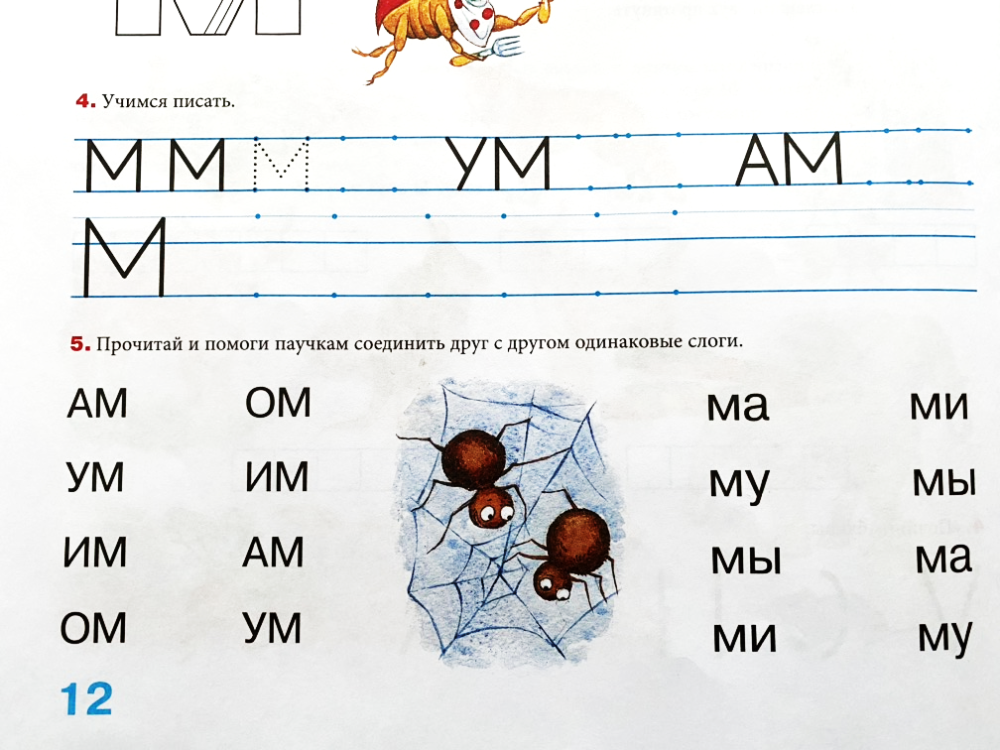 М
4. Учимся писать.
М М М УМ АМ
М
5. Прочитай и помоги паучкам соединить друг с другом одинаковые слоги.
АМ ОМ ма ми
УМ ИМ му мы
ИМ АМ мы ма
ОМ УМ ми му
12